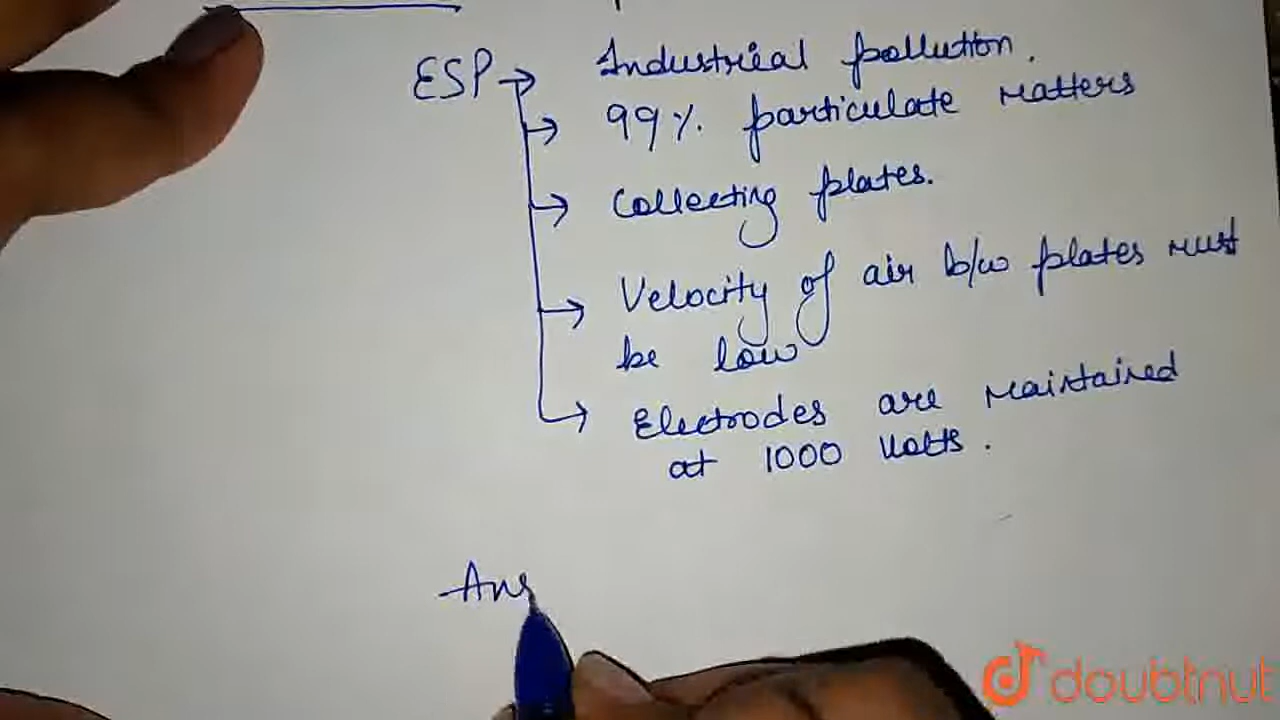 ESP → Industrial pollution.
→ 99% particulate matters
→ Collecting plates.
→ Velocity of air b/w plates must
be low
→ Electrodes are maintained
at 1000 volts.
Ans
doubtnut